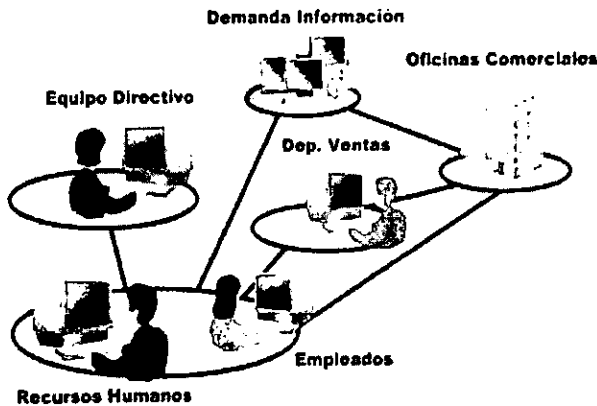 Demanda Información
Oficinas Comerciales
Equipo Directivo
Dep. Ventas
Empleados
Recursos Humanos